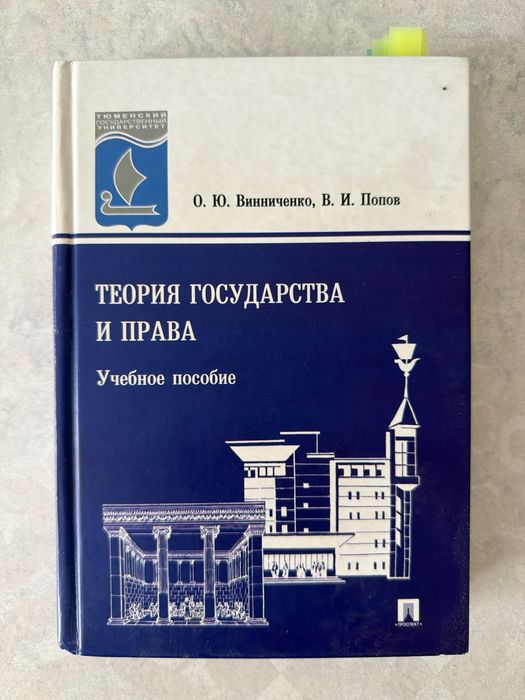 ТЮМЕНСКИЙ
ГОСУДАРСТВЕННЫЙ
УНИВЕРСИТЕТ
О. Ю. Винниченко, В. И. Попов
ТЕОРИЯ ГОСУДАРСТВА
И ПРАВА
Учебное пособие
ПРОСПЕКТ